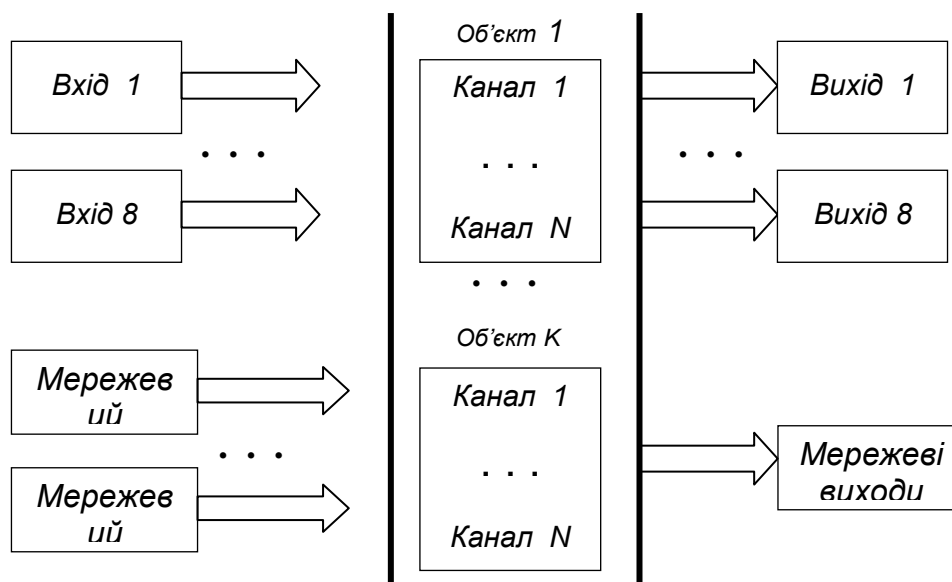 Об’єкт 1
Вхід 1
Канал 1
Вихід 1
. . .
. . .
. . .
Вхід 8
Канал N
Вихід 8
. . .
Об’єкт K
Мережев
ий
Канал 1
. . .
. . .
Мережеві
виходи
Мережев
ий
Канал N